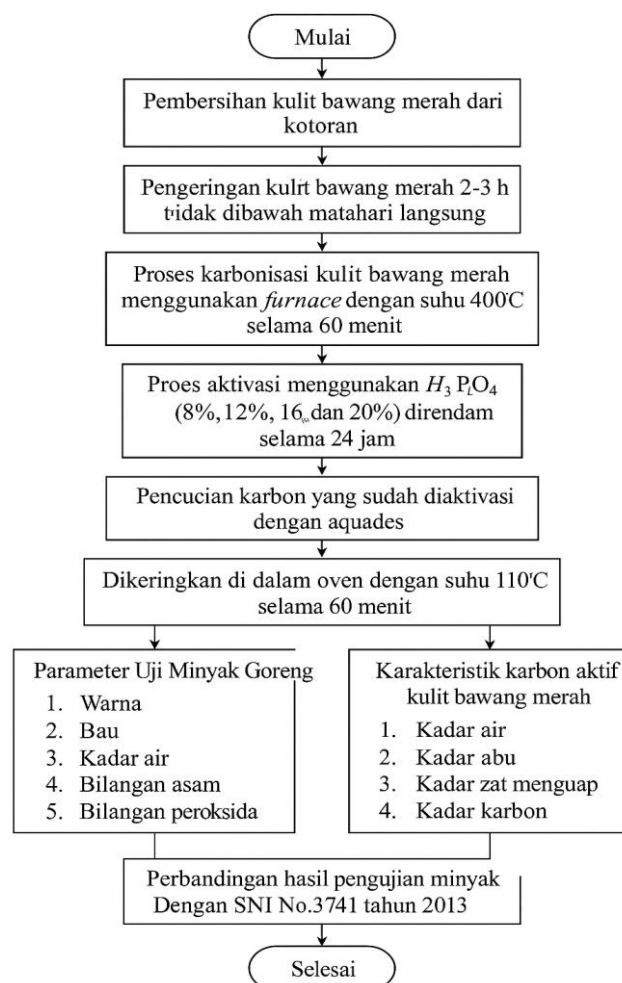 Mulai
Pembersihan kulit bawang merah dari
kotoran
Pengeringan kulit bawang merah 2-3 h
tidak dibawah matahari langsung
Proses karbonisasi kulit bawang merah
menggunakan furnace dengan suhu 400°C
selama 60 menit
Proes aktivasi menggunakan H₃ PO₄
(8%, 12%, 16% dan 20%) direndam
selama 24 jam
Pencucian karbon yang sudah diaktivasi
dengan aquades
Dikeringkan di dalam oven dengan suhu 110°C
selama 60 menit
Parameter Uji Minyak Goreng
1. Warna
2. Bau
3. Kadar air
4. Bilangan asam
5. Bilangan peroksida
Karakteristik karbon aktif
kulit bawang merah
1. Kadar air
2. Kadar abu
3. Kadar zat menguap
4. Kadar karbon
Perbandingan hasil pengujian minyak
Dengan SNI No.3741 tahun 2013
Selesai